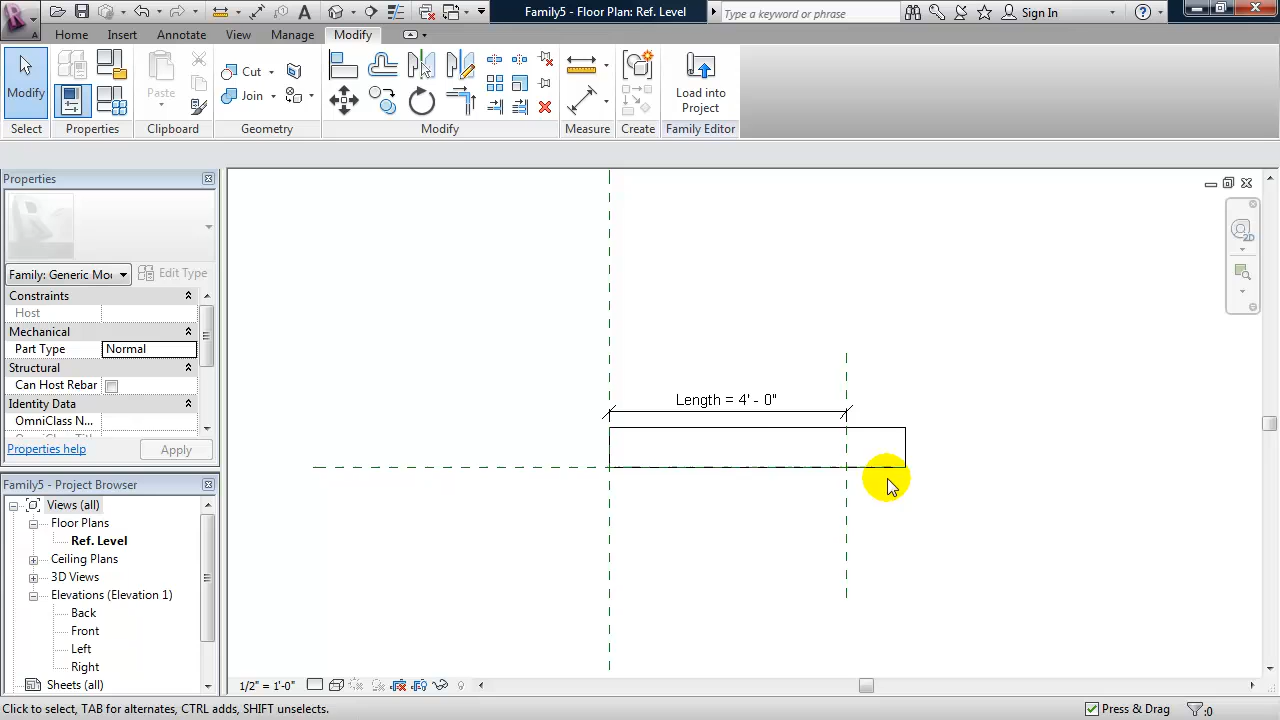 Family5 - Floor Plan: Ref. Level
Type a keyword or phrase
Sign In
Home
Insert
Annotate
View
Manage
Modify
Modify
Paste
Cut
Join
Load into
Project
Select
Properties
Clipboard
Geometry
Modify
Measure
Create
Family Editor
Properties
Family: Generic Mo
Edit Type
Constraints
Host
Mechanical
Part Type
Normal
Structural
Can Host Rebar
Identity Data
OmniClass N...
Properties help
Apply
Family5 - Project Browser
Views (all)
Floor Plans
Ref. Level
Ceiling Plans
3D Views
Elevations (Elevation 1)
Back
Front
Left
Right
Sheets (all)
Length = 4' - 0"
2D
1/2" = 1'-0"
Click to select, TAB for alternates, CTRL adds, SHIFT unselects.
Press & Drag
:0